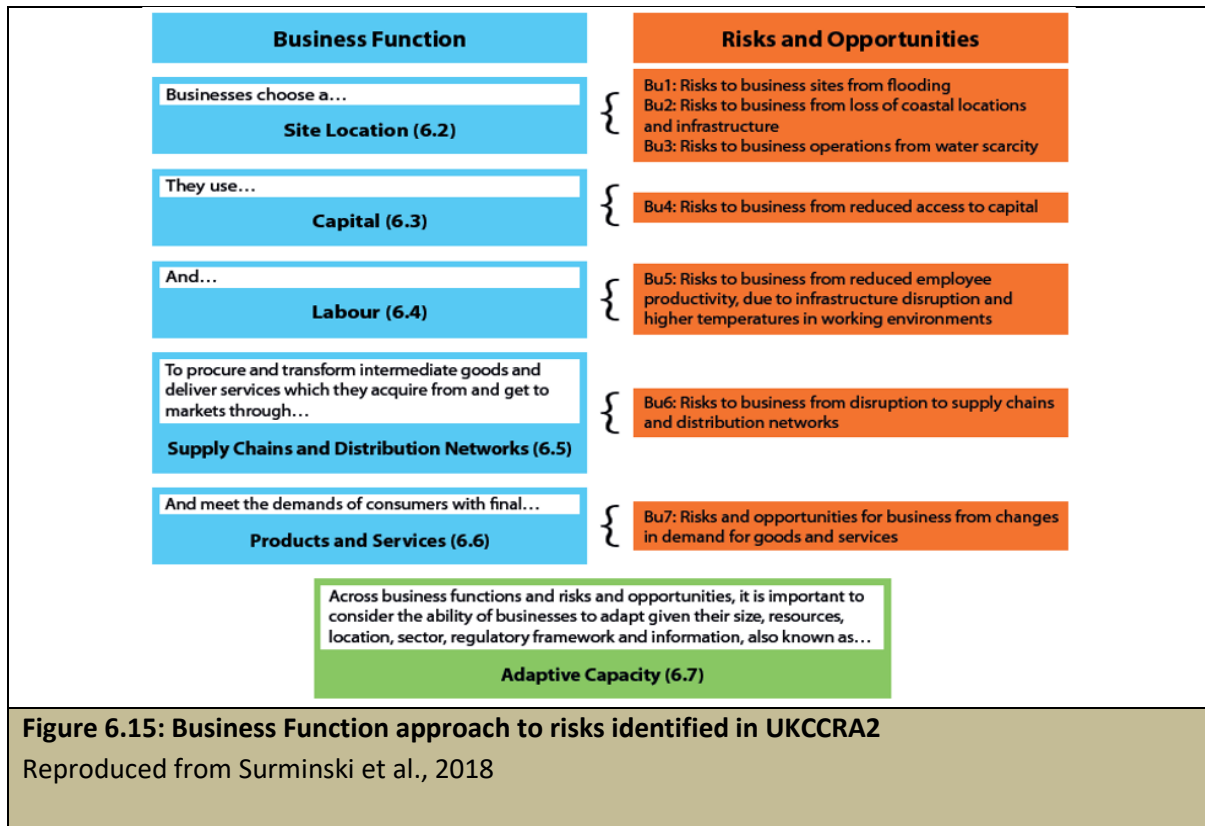 Business Function
Risks and Opportunities
Businesses choose a...
Site Location (6.2)
Bu1: Risks to business sites from flooding
Bu2: Risks to business from loss of coastal locations
and infrastructure
Bu3: Risks to business operations from water scarcity
They use...
Capital (6.3)
Bu4: Risks to business from reduced access to capital
And...
Labour (6.4)
Bu5: Risks to business from reduced employee
productivity, due to infrastructure disruption and
higher temperatures in working environments
To procure and transform intermediate goods and
deliver services which they acquire from and get to
markets through...
Supply Chains and Distribution Networks (6.5)
Bu6: Risks to business from disruption to supply chains
and distribution networks
And meet the demands of consumers with final...
Products and Services (6.6)
Bu7: Risks and opportunities for business from changes
in demand for goods and services
Across business functions and risks and opportunities, it is important to
consider the ability of businesses to adapt given their size, resources,
location, sector, regulatory framework and information, also known as...
Adaptive Capacity (6.7)
Figure 6.15: Business Function approach to risks identified in UKCCRA2
Reproduced from Surminski et al., 2018